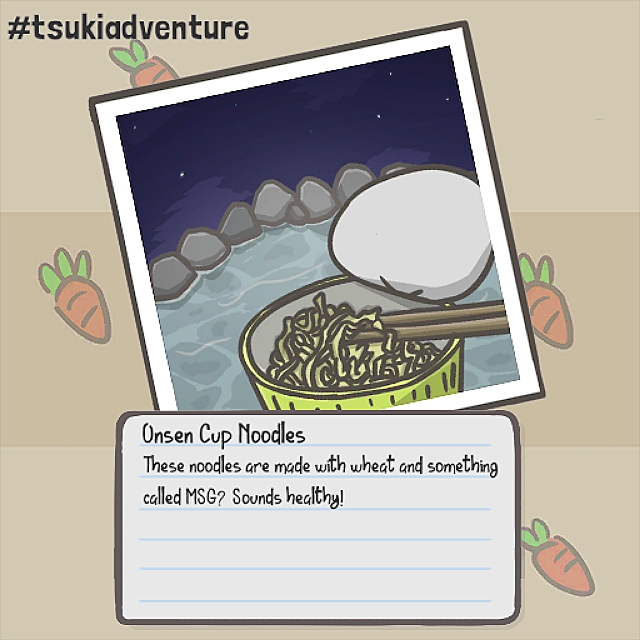 #tsukiadventure
Onsen Cup Noodles
These noodles are made with wheat and something
called MSG? Sounds healthy!